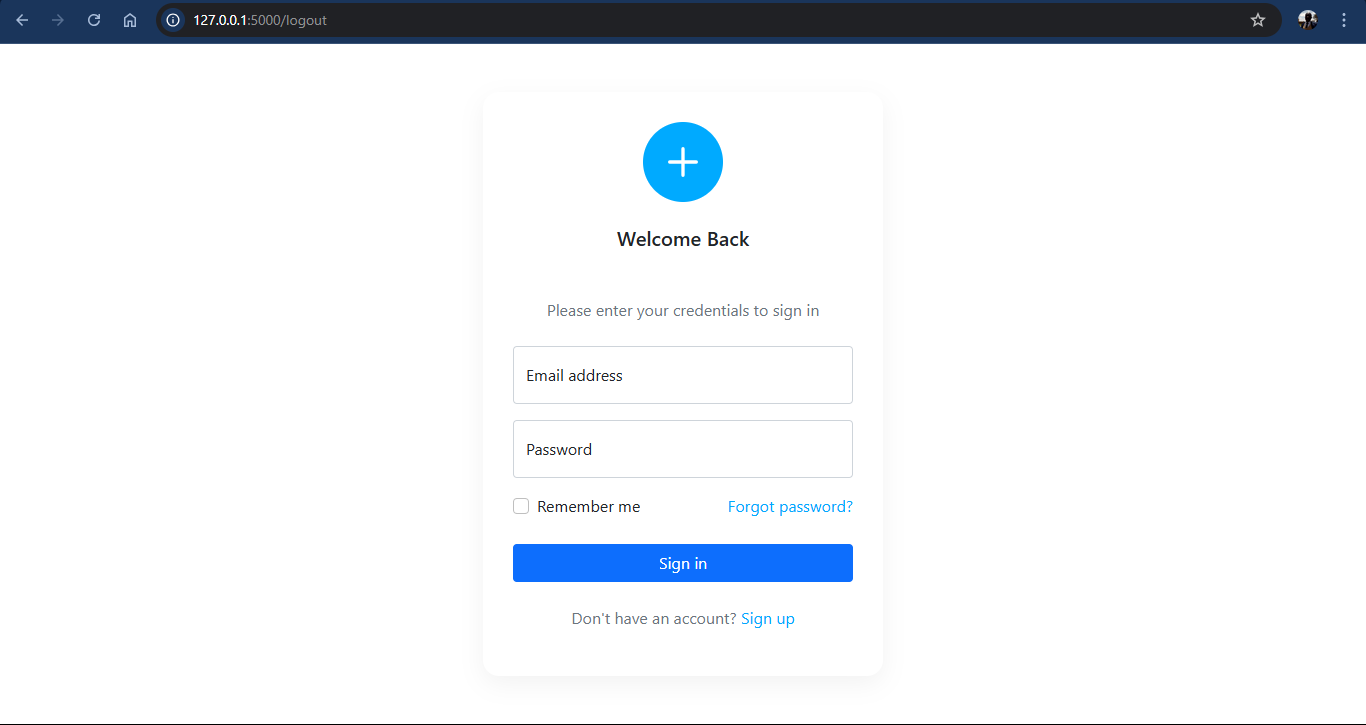 127.0.0.1:5000/logout
Welcome Back
Please enter your credentials to sign in
Email address
Password
Remember me Forgot password?
Sign in
Don't have an account? Sign up